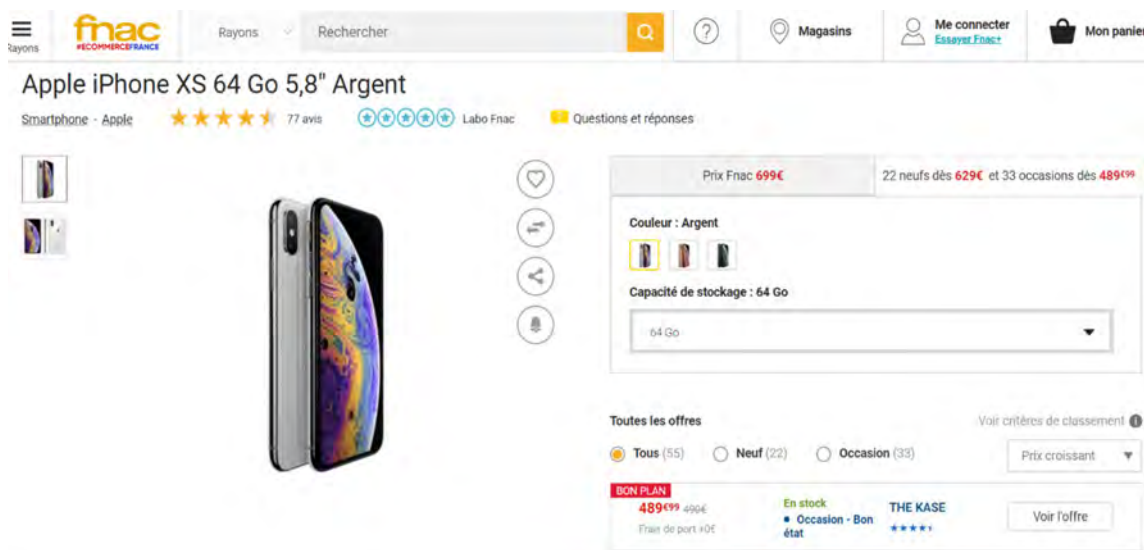 Rayons
fnac
#ECOMMERCEFRANCE
Rayons
Rechercher
Magasins
Me connecter
Essayer Fnac+
Mon panier
Apple iPhone XS 64 Go 5,8" Argent
Smartphone - Apple
77 avis
Labo Fnac
Questions et réponses
Prix Fnac 699€
22 neufs dès 629€ et 33 occasions dès 489€99
Couleur : Argent
Capacité de stockage : 64 Go
64 Go
Toutes les offres
Voir critères de classement
Tous (55)
Neuf (22)
Occasion (33)
Prix croissant
BON PLAN
489€99 490€
Frais de port +0€
En stock
• Occasion - Bon
état
THE KASE
Voir l'offre